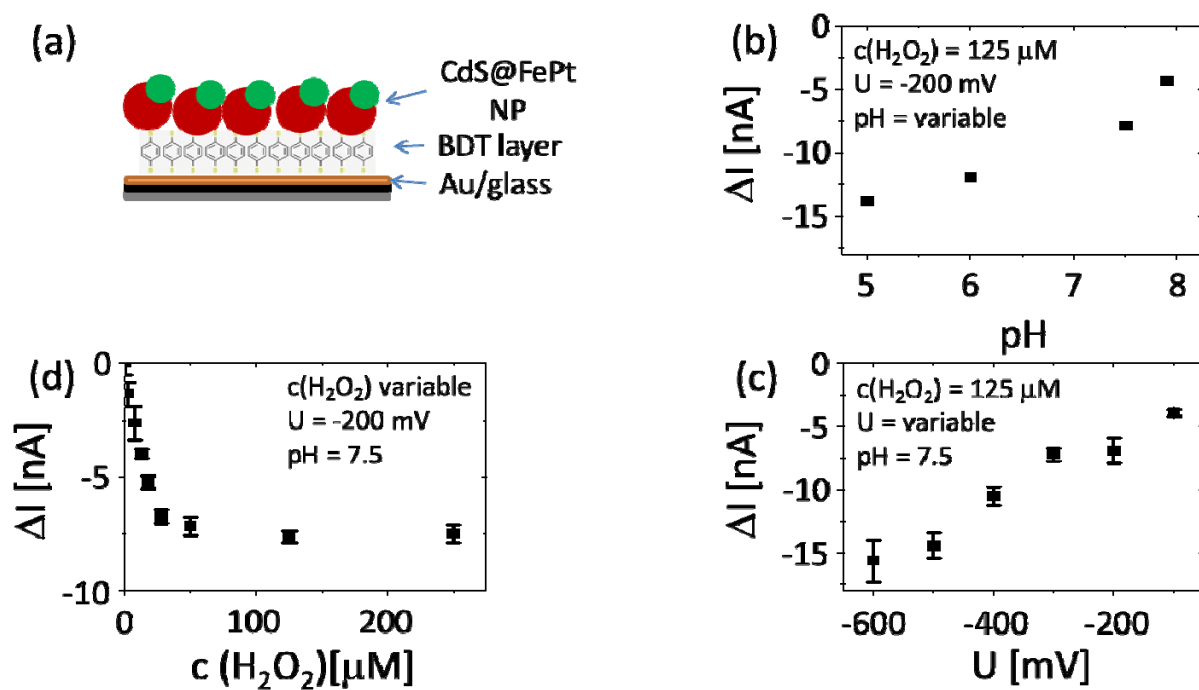 (a)
CdS@FePt
NP
BDT layer
Au/glass
(b)
c(H₂O₂) = 125 μM
U = -200 mV
pH = variable
ΔI [nA]
0
-5
-10
-15
5
6
7
8
pH
(d)
c(H₂O₂) variable
U = -200 mV
pH = 7.5
ΔI [nA]
0
-5
-10
0
100
200
c (H₂O₂)[μM]
(c)
c(H₂O₂) = 125 μM
U = variable
pH = 7.5
ΔI [nA]
0
-5
-10
-15
-600
-400
-200
U [mV]